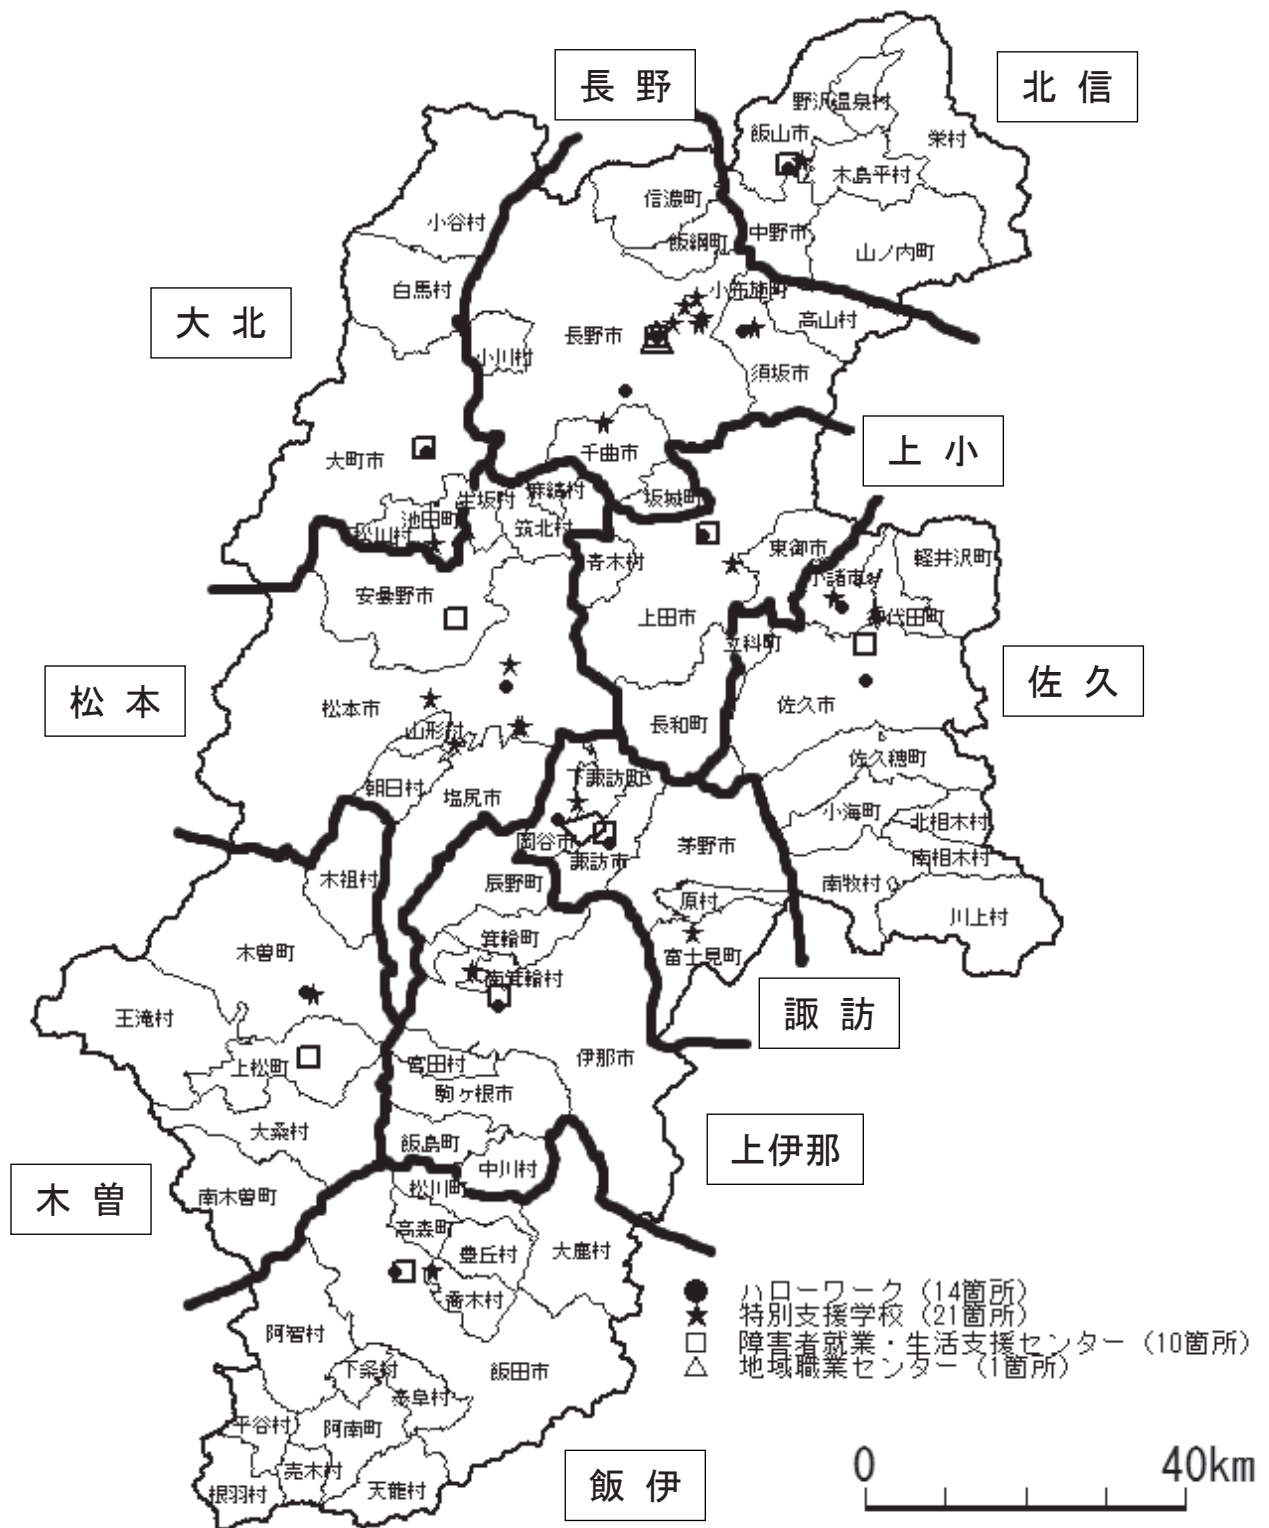 長野
北信
野沢温泉村
飯山市
栄村
木島平村
信濃町
小谷村
飯綱町
中野市
山ノ内町
白馬村
小布施町
大北
高山村
長野市
小川村
須坂市
上小
千曲市
大町市
麻績村
生坂村
坂城町
池田町
筑北村
松川村
東御市
軽井沢町
青木村
小諸市
安曇野市
上田市
御代田町
立科町
佐久
松本
松本市
佐久市
長和町
山形村
佐久穂町
下諏訪町
朝日村
塩尻市
小海町
北相木村
岡谷市
茅野市
諏訪市
南相木村
木祖村
辰野町
南牧村
原村
川上村
箕輪町
木曽町
富士見町
南箕輪村
諏訪
王滝村
伊那市
宮田村
上松町
駒ヶ根市
大桑村
飯島町
上伊那
中川村
木曽
松川町
南木曽町
高森町
大鹿村
豊丘村
喬木村
ハローワーク（14箇所）
特別支援学校（21箇所）
障害者就業・生活支援センター（10箇所）
地域職業センター（1箇所）
阿智村
下条村
飯田市
泰阜村
平谷村
阿南町
売木村
天龍村
根羽村
飯伊
0 40km